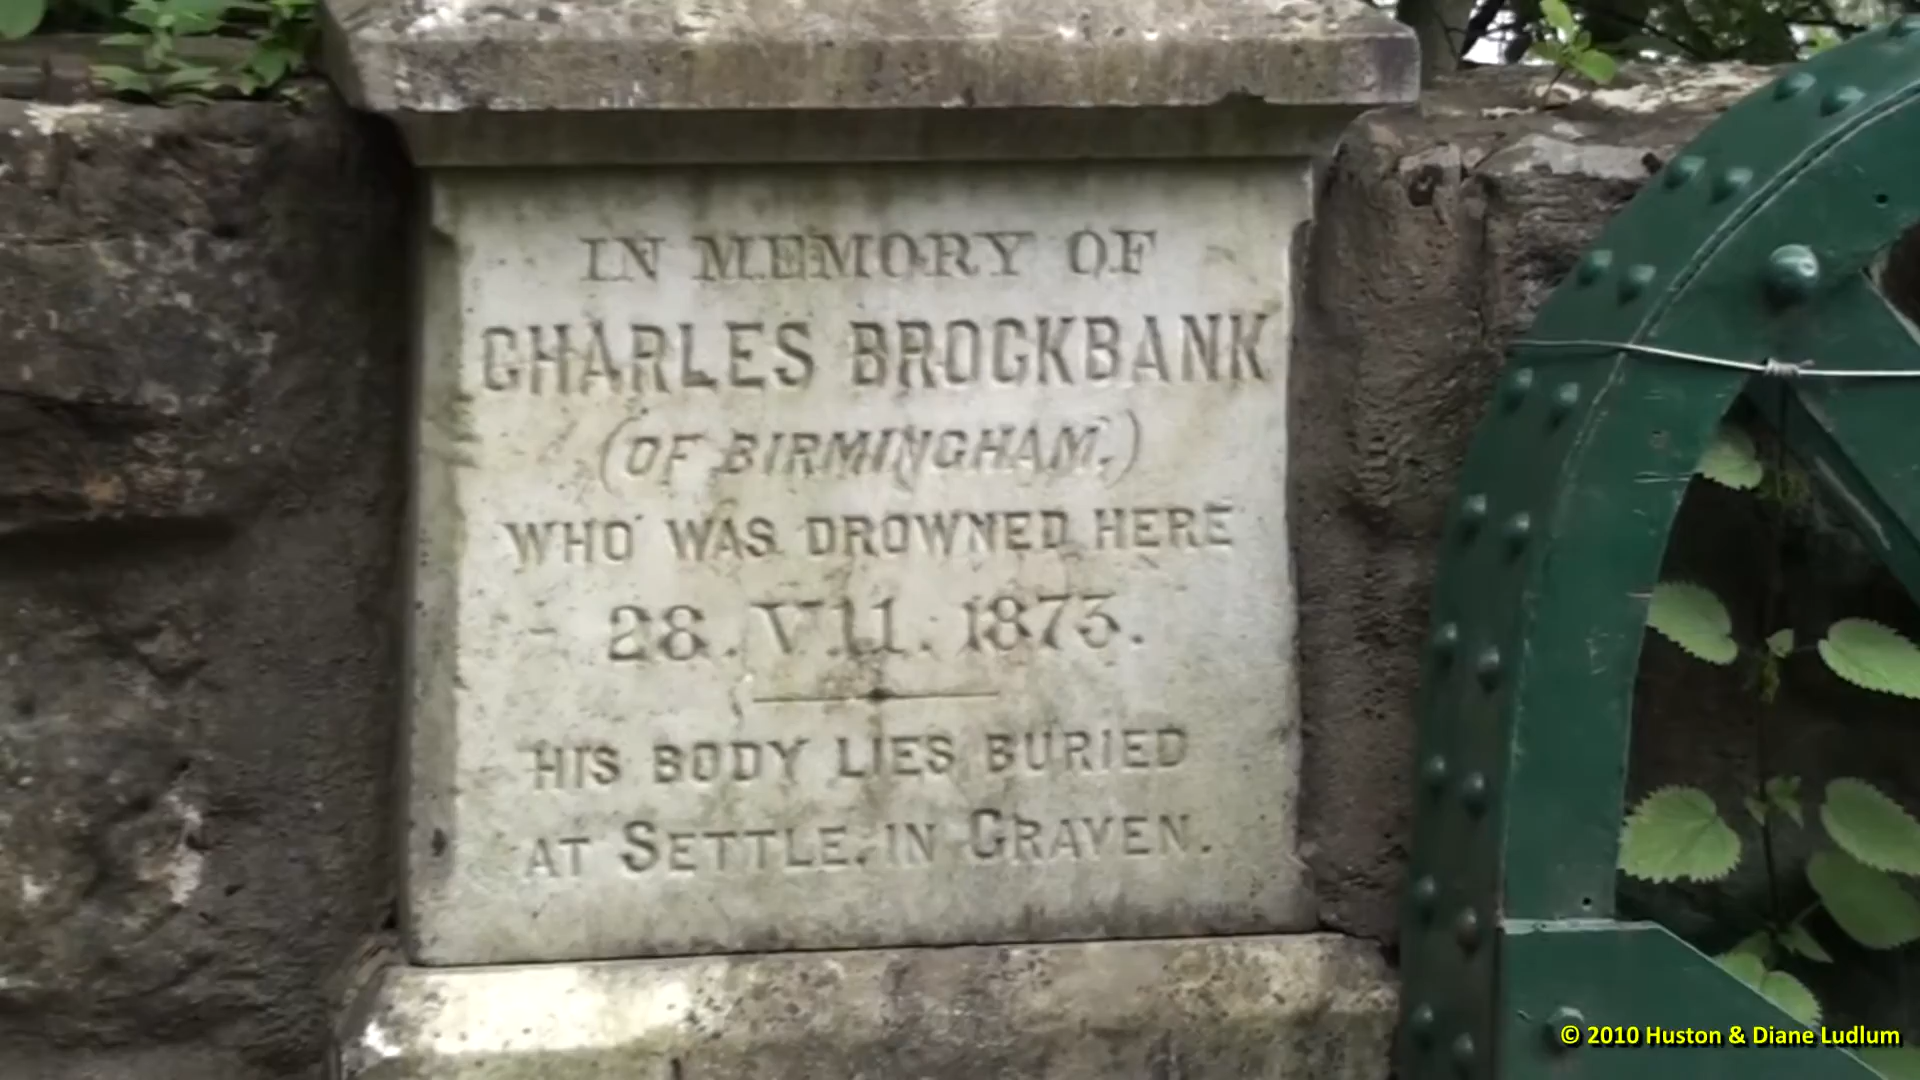 IN MEMORY OF
CHARLES BROCKBANK
(OF BIRMINGHAM.)
WHO WAS DROWNED HERE
28. VII. 1873.
HIS BODY LIES BURIED
AT SETTLE. IN CRAVEN.
© 2010 Huston & Diane Ludlum